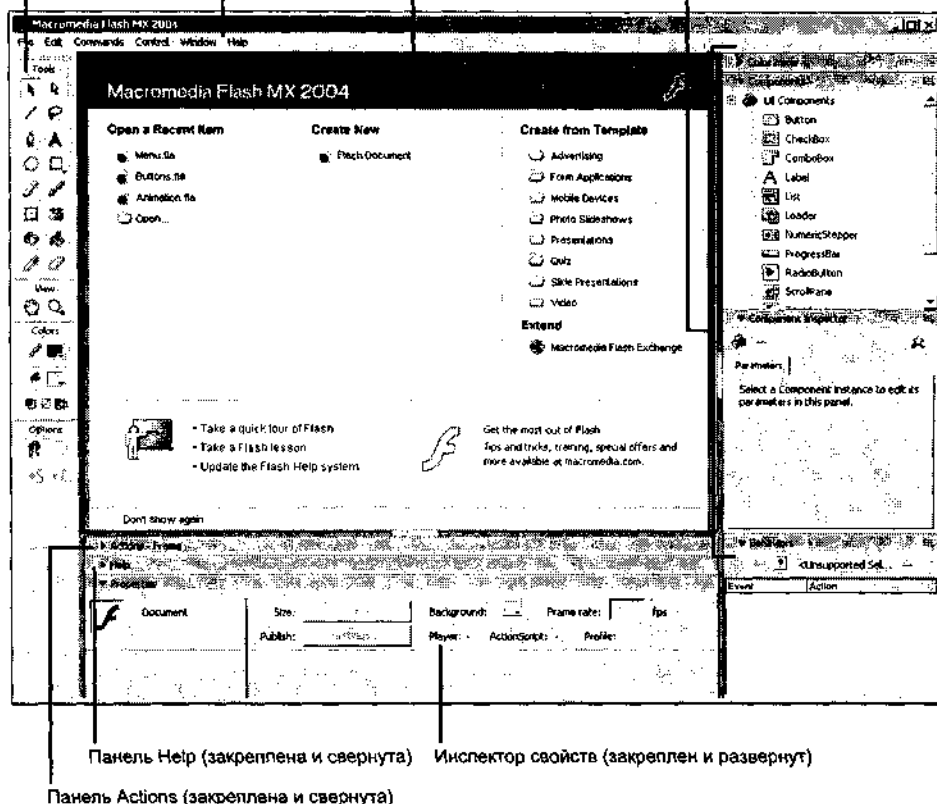 Macromedia Flash MX 2004
File Edit Commands Control Window Help
Tools
View
Colors
Options
Macromedia Flash MX 2004
Open a Recent Item
Menu.fla
Buttons.fla
Animation.fla
Open...
Create New
Flash Document
Create from Template
Advertising
Form Applications
Mobile Devices
Photo Slideshows
Presentations
Quiz
Slide Presentations
Video
Extend
Macromedia Flash Exchange
• Take a quick tour of Flash
• Take a Flash lesson
• Update the Flash Help system
Get the most out of Flash
Tips and tricks, training, special offers and
more available at macromedia.com.
Don't show again
Components
UI Components
Button
CheckBox
ComboBox
Label
List
Loader
NumericStepper
ProgressBar
RadioButton
ScrollPane
Component Inspector
Parameters
Select a Component instance to edit its
parameters in this panel.
Behaviors
<Unsupported Sel...
Event Action
Actions - Frame
Help
Properties
Document
Size:
Background:
Frame rate: fps
Publish:
Player:
ActionScript:
Profile:
Панель Help (закреплена и свернута)
Инспектор свойств (закреплен и развернут)
Панель Actions (закреплена и свернута)